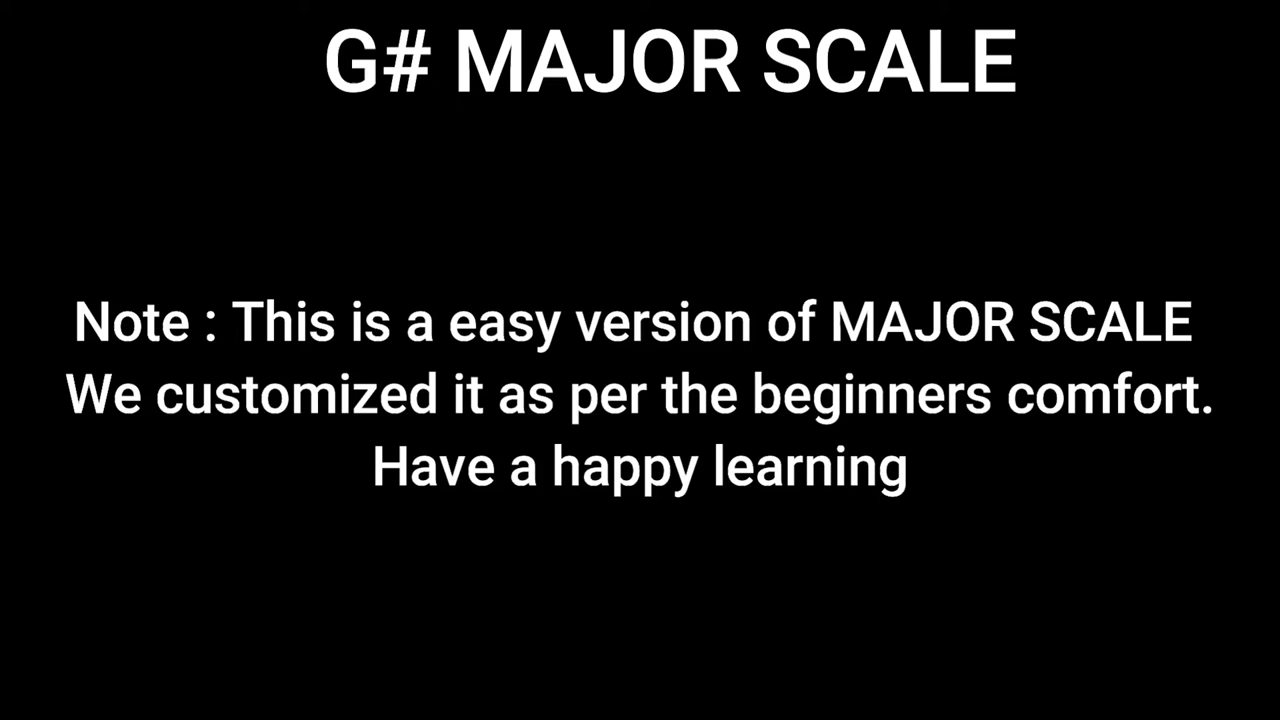 G# MAJOR SCALE
Note : This is a easy version of MAJOR SCALE
We customized it as per the beginners comfort.
Have a happy learning